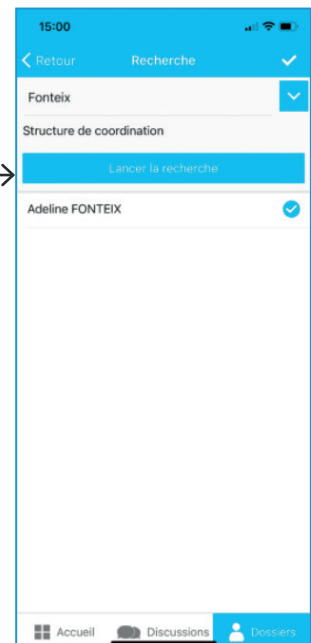 15:00
Retour Recherche
Fonteix
Structure de coordination
Lancer la recherche
Adeline FONTEIX
Accueil Discussions Dossiers